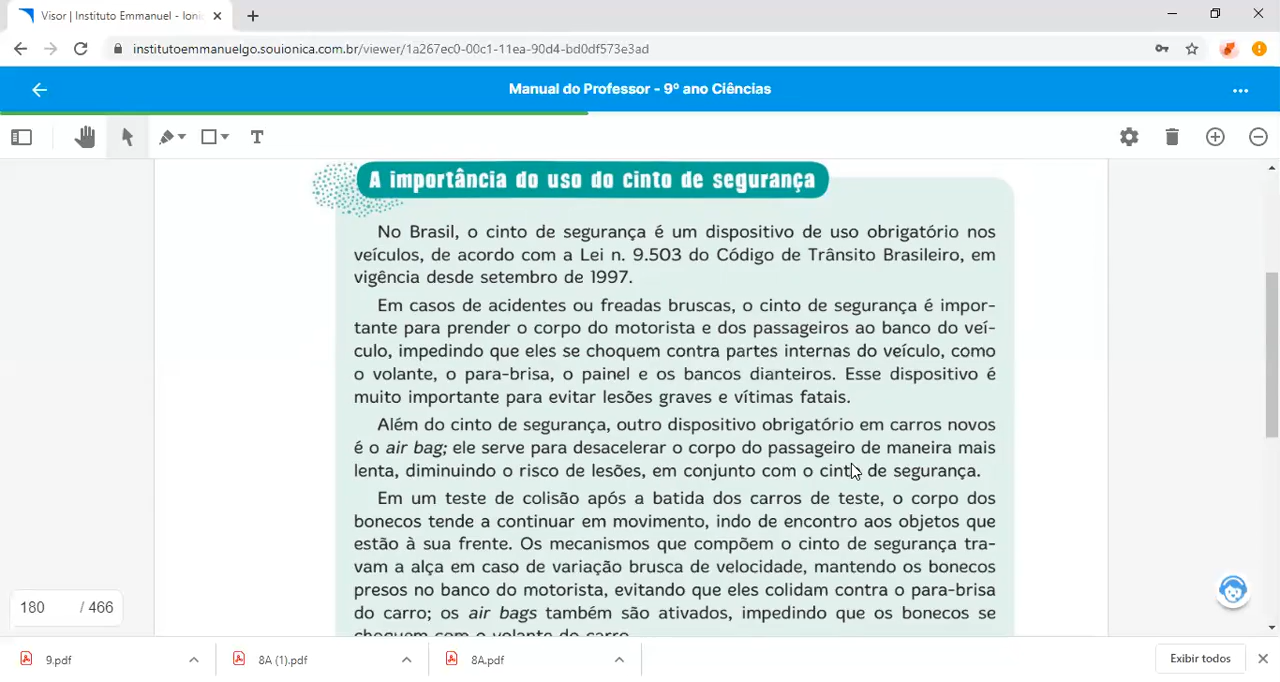 Visor | Instituto Emmanuel - Ionic
institutoemmanuelgo.souionica.com.br/viewer/1a267ec0-00c1-11ea-90d4-bd0df573e3ad
Manual do Professor - 9º ano Ciências
A importância do uso do cinto de segurança
No Brasil, o cinto de segurança é um dispositivo de uso obrigatório nos
veículos, de acordo com a Lei n. 9.503 do Código de Trânsito Brasileiro, em
vigência desde setembro de 1997.
Em casos de acidentes ou freadas bruscas, o cinto de segurança é impor-
tante para prender o corpo do motorista e dos passageiros ao banco do veí-
culo, impedindo que eles se choquem contra partes internas do veículo, como
o volante, o para-brisa, o painel e os bancos dianteiros. Esse dispositivo é
muito importante para evitar lesões graves e vítimas fatais.
Além do cinto de segurança, outro dispositivo obrigatório em carros novos
é o air bag; ele serve para desacelerar o corpo do passageiro de maneira mais
lenta, diminuindo o risco de lesões, em conjunto com o cinto de segurança.
Em um teste de colisão após a batida dos carros de teste, o corpo dos
bonecos tende a continuar em movimento, indo de encontro aos objetos que
estão à sua frente. Os mecanismos que compõem o cinto de segurança tra-
vam a alça em caso de variação brusca de velocidade, mantendo os bonecos
presos no banco do motorista, evitando que eles colidam contra o para-brisa
do carro; os air bags também são ativados, impedindo que os bonecos se
choquem com o volante do carro.
180 / 466
9.pdf
8A (1).pdf
8A.pdf
Exibir todos